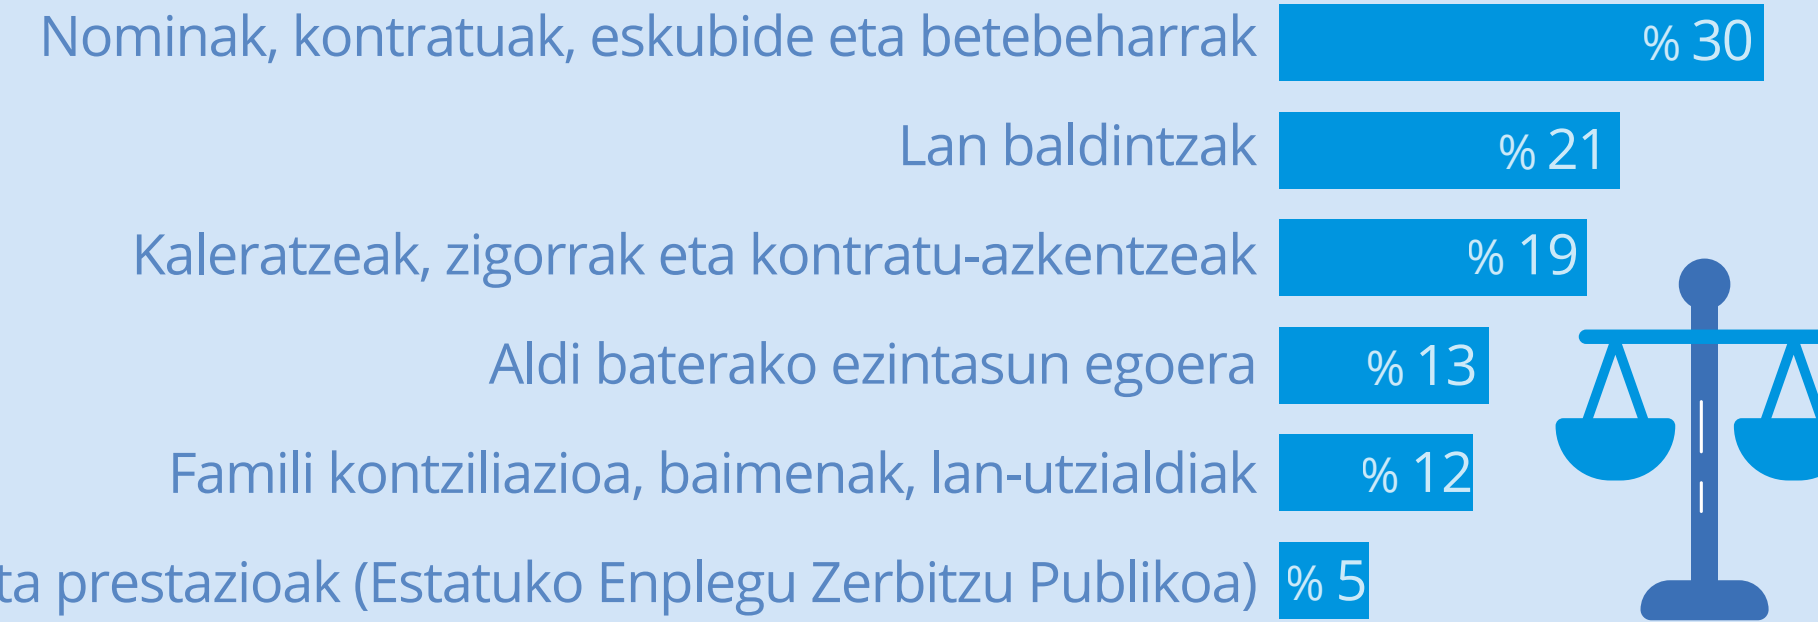 Nominak, kontratuak, eskubide eta betebeharrak % 30
Lan baldintzak % 21
Kaleratzeak, zigorrak eta kontratu-azkentzeak % 19
Aldi baterako ezintasun egoera % 13
Famili kontziliazioa, baimenak, lan-utzialdiak % 12
prestazioak (Estatuko Enplegu Zerbitzu Publikoa) % 5